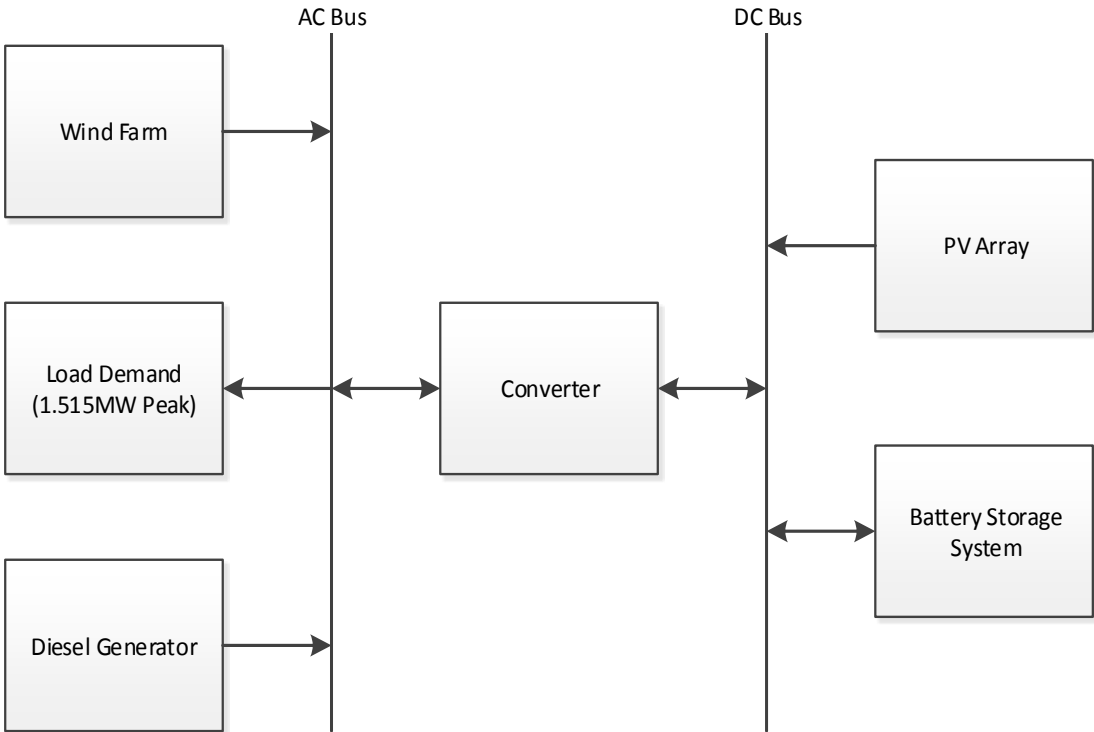 AC Bus
DC Bus
Wind Farm
PV Array
Load Demand
(1.515MW Peak)
Converter
Battery Storage
System
Diesel Generator